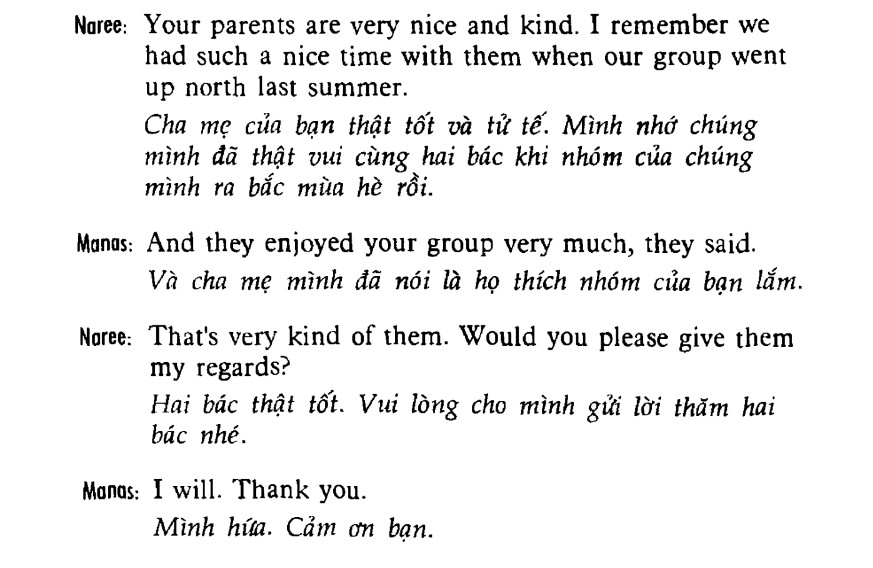 Naree: Your parents are very nice and kind. I remember we
had such a nice time with them when our group went
up north last summer.
Cha mẹ của bạn thật tốt và tử tế. Mình nhớ chúng
mình đã thật vui cùng hai bác khi nhóm của chúng
mình ra bắc mùa hè rồi.
Manas: And they enjoyed your group very much, they said.
Và cha mẹ mình đã nói là họ thích nhóm của bạn lắm.
Naree: That's very kind of them. Would you please give them
my regards?
Hai bác thật tốt. Vui lòng cho mình gửi lời thăm hai
bác nhé.
Manas: I will. Thank you.
Mình hứa. Cảm ơn bạn.